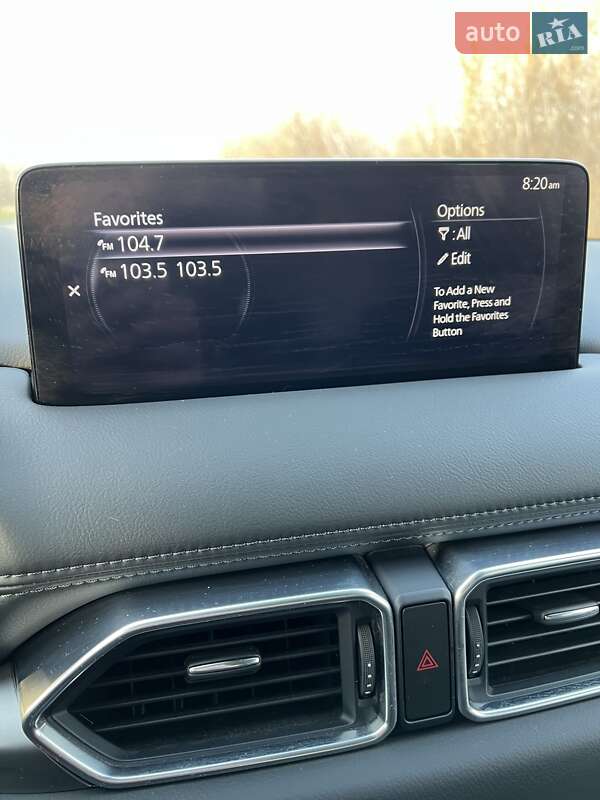 auto RIA.com
8:20am
Favorites
FM 104.7
FM 103.5 103.5
Options
:All
Edit
To Add a New
Favorite, Press and
Hold the Favorites
Button